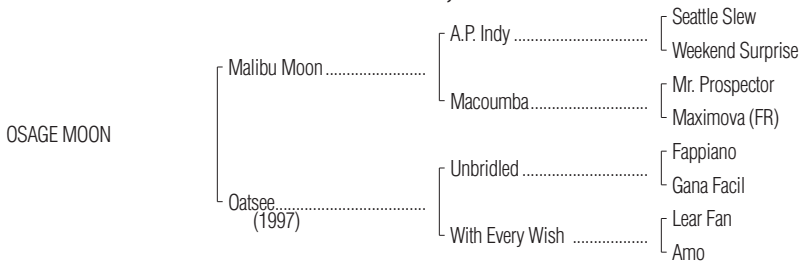 Seattle Slew
A.P. Indy ..................................
Weekend Surprise
Malibu Moon .........................
Mr. Prospector
Macoumba..............................
Maximova (FR)
OSAGE MOON
Fappiano
Unbridled ................................
Gana Facil
Oatsee......................................
(1997)
Lear Fan
With Every Wish ...................
Amo